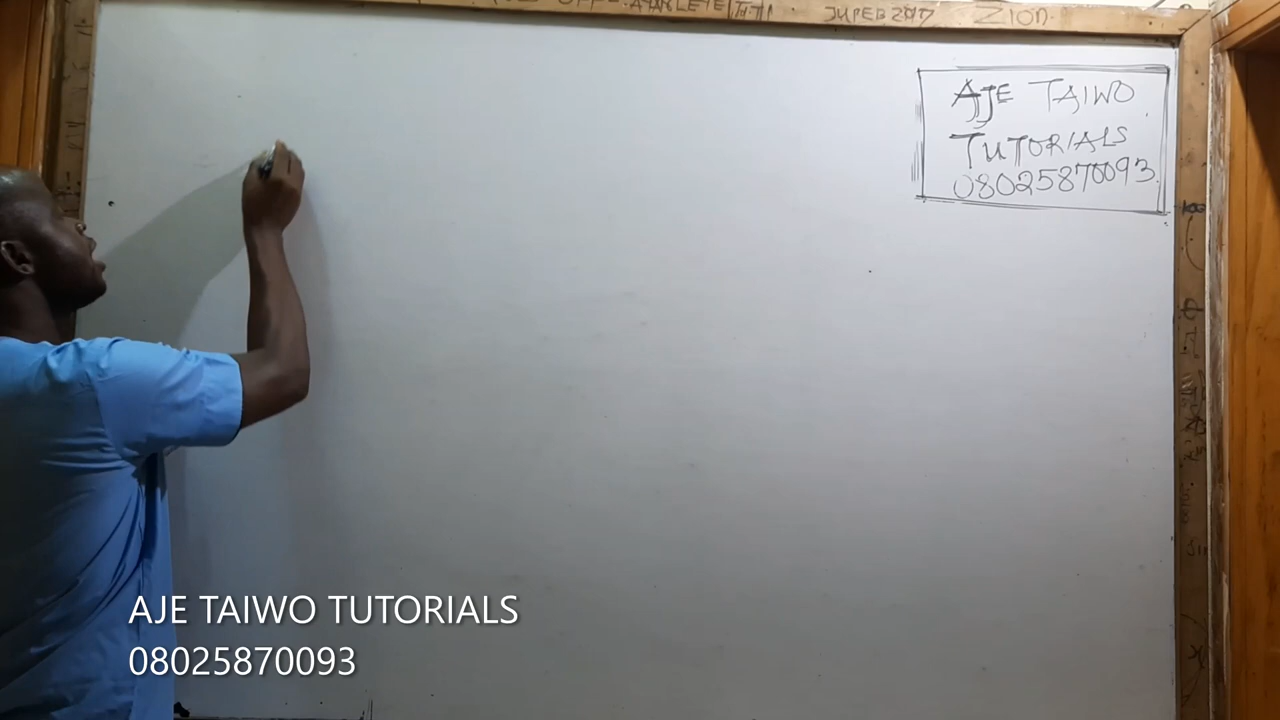 JUPEB 2017 ZION
AJE TAIWO
TUTORIALS
08025870093
AJE TAIWO TUTORIALS
08025870093